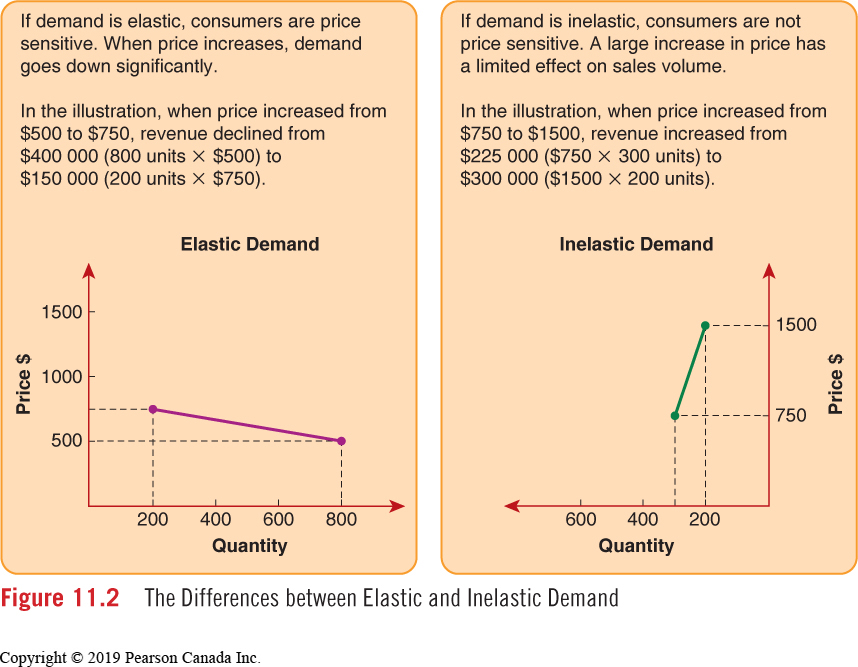 If demand is elastic, consumers are price
sensitive. When price increases, demand
goes down significantly.
In the illustration, when price increased from
$500 to $750, revenue declined from
$400 000 (800 units × $500) to
$150 000 (200 units × $750).
Elastic Demand
1500
1000
500
Price $
200 400 600 800
Quantity
If demand is inelastic, consumers are not
price sensitive. A large increase in price has
a limited effect on sales volume.
In the illustration, when price increased from
$750 to $1500, revenue increased from
$225 000 ($750 × 300 units) to
$300 000 ($1500 × 200 units).
Inelastic Demand
1500
750
Price $
600 400 200
Quantity
Figure 11.2 The Differences between Elastic and Inelastic Demand
Copyright © 2019 Pearson Canada Inc.